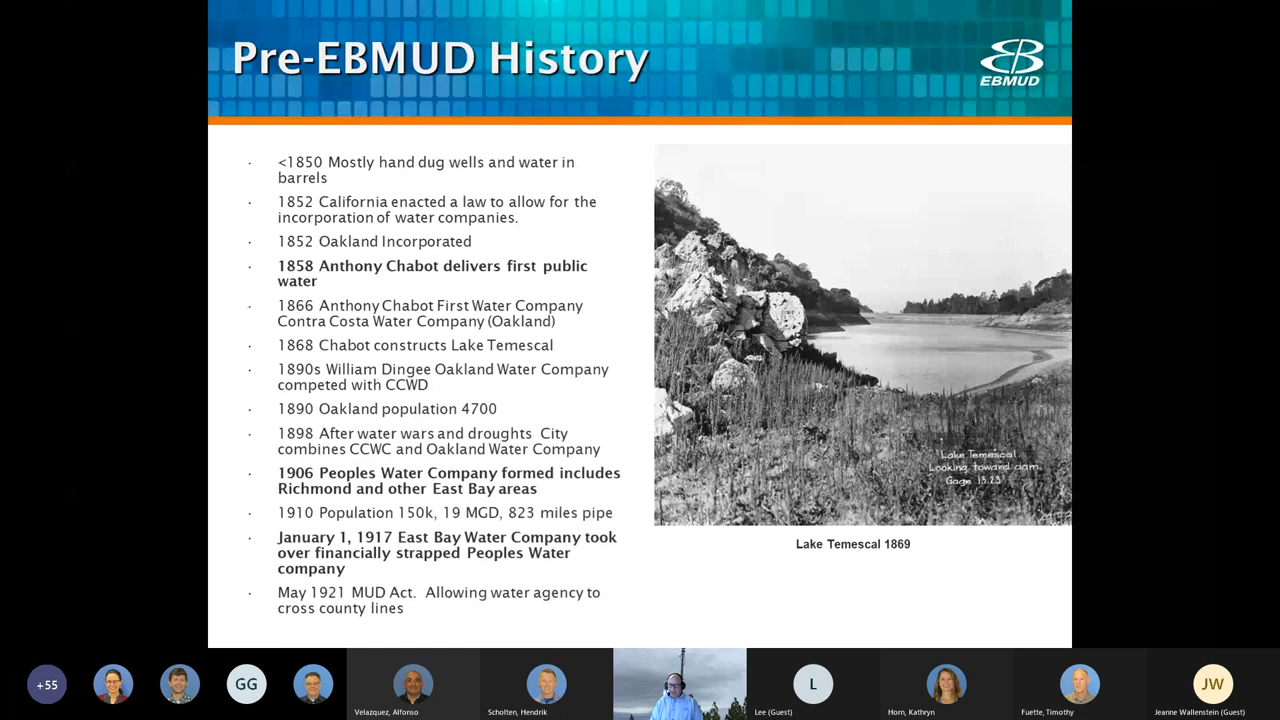 Pre-EBMUD History
EBMUD
<1850 Mostly hand dug wells and water in
barrels
1852 California enacted a law to allow for the
incorporation of water companies.
1852 Oakland Incorporated
1858 Anthony Chabot delivers first public
water
1866 Anthony Chabot First Water Company
Contra Costa Water Company (Oakland)
1868 Chabot constructs Lake Temescal
1890s William Dingee Oakland Water Company
competed with CCWD
1890 Oakland population 4700
1898 After water wars and droughts City
combines CCWC and Oakland Water Company
1906 Peoples Water Company formed includes
Richmond and other East Bay areas
1910 Population 150k, 19 MGD, 823 miles pipe
January 1, 1917 East Bay Water Company took
over financially strapped Peoples Water
company
May 1921 MUD Act. Allowing water agency to
cross county lines
Lake Temescal
Looking toward dam
Gage 13.23
Lake Temescal 1869
+55
GG
L
JW
Velazquez, Alfonso
Scholten, Hendrik
Lee (Guest)
Horn, Kathryn
Fuette, Timothy
Jeanne Wallenstein (Guest)